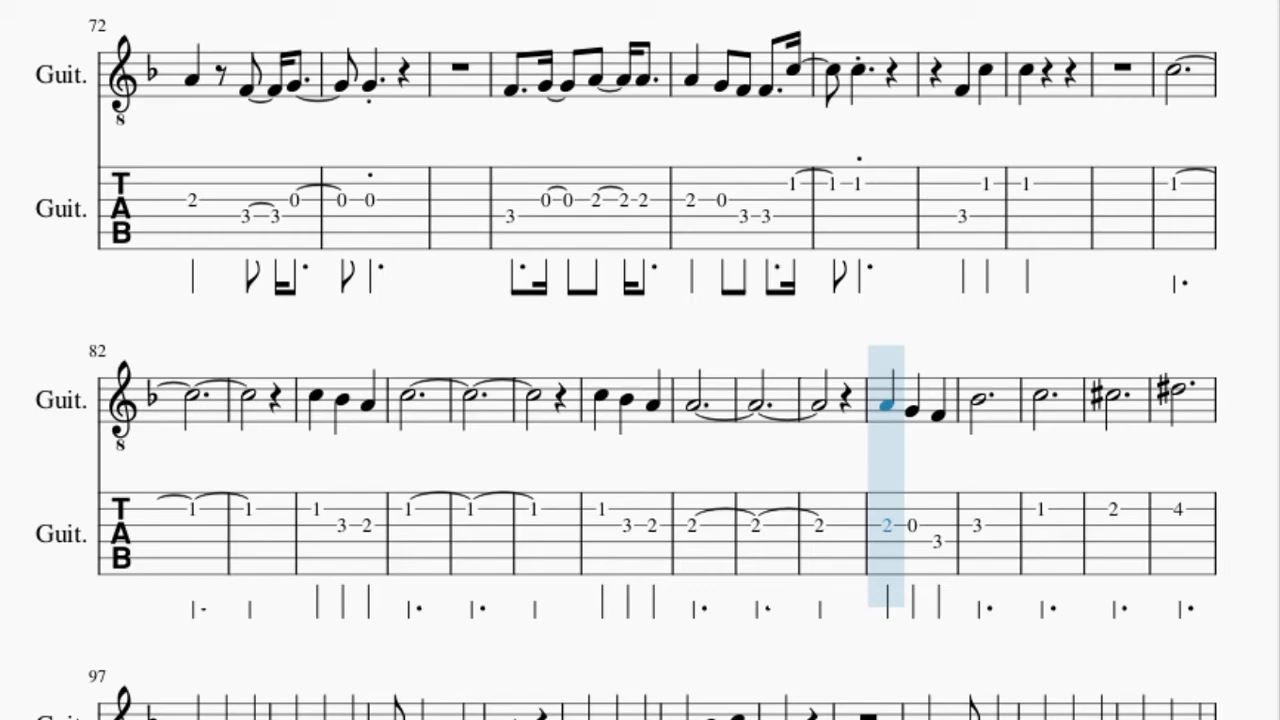 72
Guit.
8
T
A
B
Guit.
2 3 3 0 0 0 3 0 0 2 2 2 2 0 3 3 1 1 1 3 1 1 1
82
Guit.
8
T
A
B
Guit.
1 1 1 3 2 1 1 1 1 3 2 2 2 2 2 0 3 3 1 2 4
97